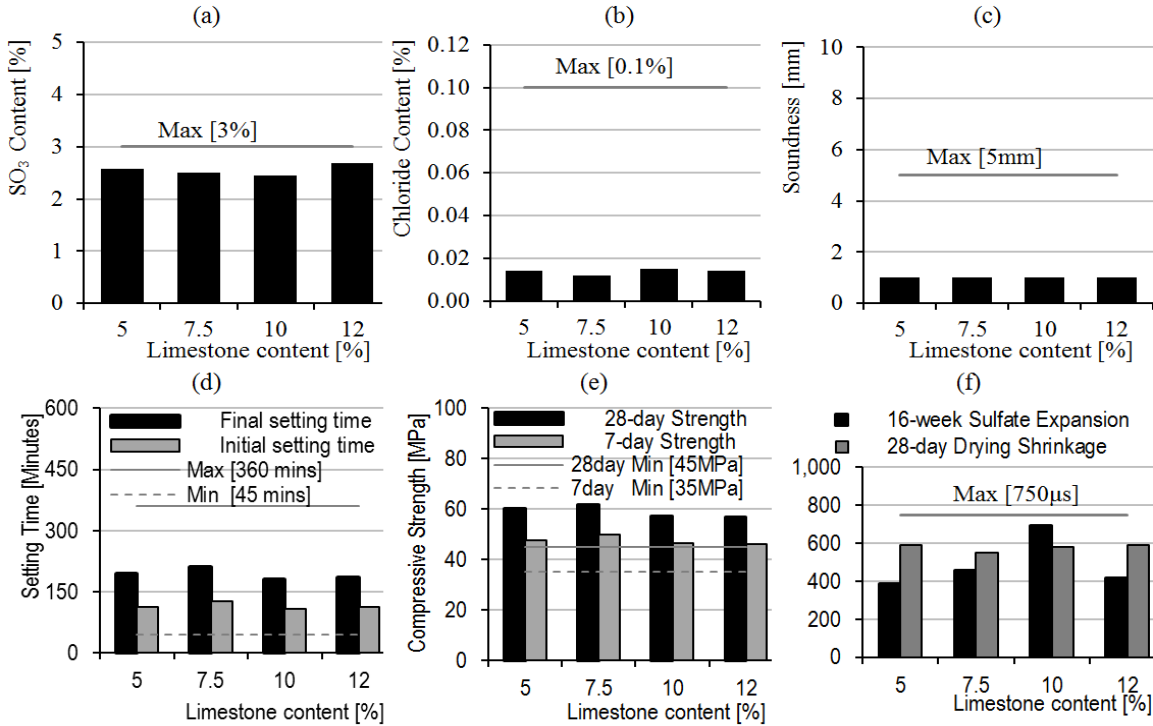 (a)
SO3 Content [%]
5
4
3
2
1
0
Max [3%]
5 7.5 10 12
Limestone content [%]
(b)
Chloride Content [%]
0.12
0.10
0.08
0.06
0.04
0.02
0.00
Max [0.1%]
5 7.5 10 12
Limestone content [%]
(c)
Soundness [mm]
10
8
6
4
2
0
Max [5mm]
5 7.5 10 12
Limestone content [%]
(d)
Setting Time [Minutes]
600
450
300
150
0
Final setting time
Initial setting time
Max [360 mins]
Min [45 mins]
5 7.5 10 12
Limestone content [%]
(e)
Compressive Strength [MPa]
100
80
60
40
20
0
28-day Strength
7-day Strength
28day Min [45MPa]
7day Min [35MPa]
5 7.5 10 12
Limestone content [%]
(f)
16-week Sulfate Expansion
28-day Drying Shrinkage
1,000
800
600
400
200
0
Max [750µs]
5 7.5 10 12
Limestone content [%]